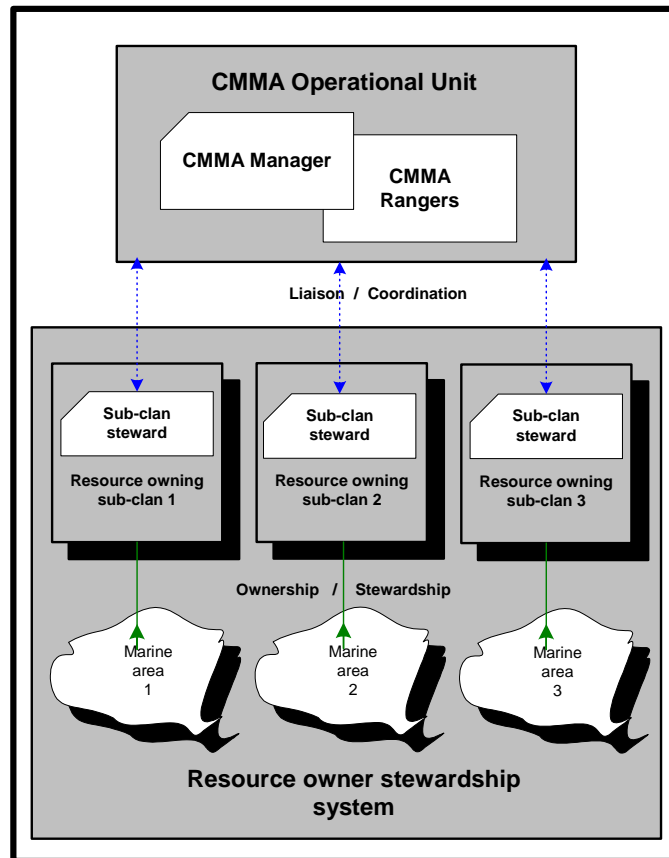 CMMA Operational Unit
CMMA Manager
CMMA
Rangers
Liaison / Coordination
Sub-clan
steward
Resource owning
sub-clan 1
Sub-clan
steward
Resource owning
sub-clan 2
Sub-clan
steward
Resource owning
sub-clan 3
Ownership / Stewardship
Marine
area
1
Marine
area
2
Marine
area
3
Resource owner stewardship
system